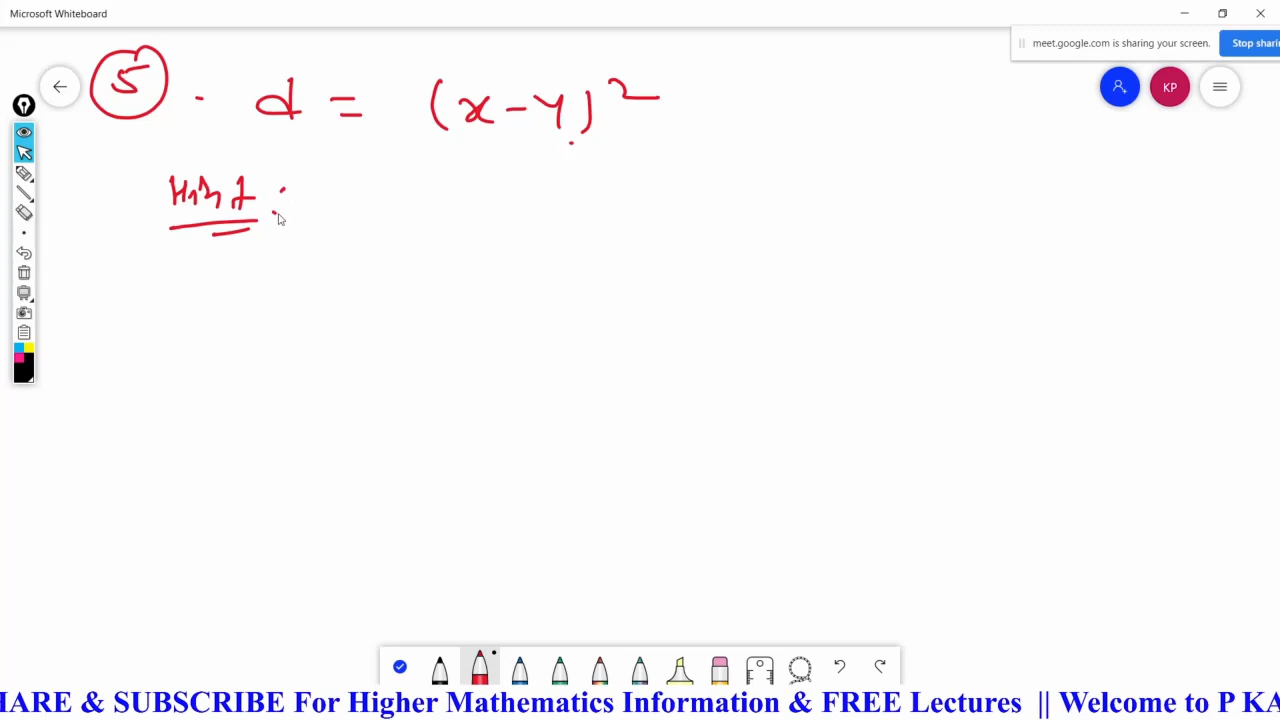 Microsoft Whiteboard
meet.google.com is sharing your screen.
Stop sharin
KP
5 . d = (x-y)²
Hint :
HARE & SUBSCRIBE For Higher Mathematics Information & FREE Lectures || Welcome to P KA